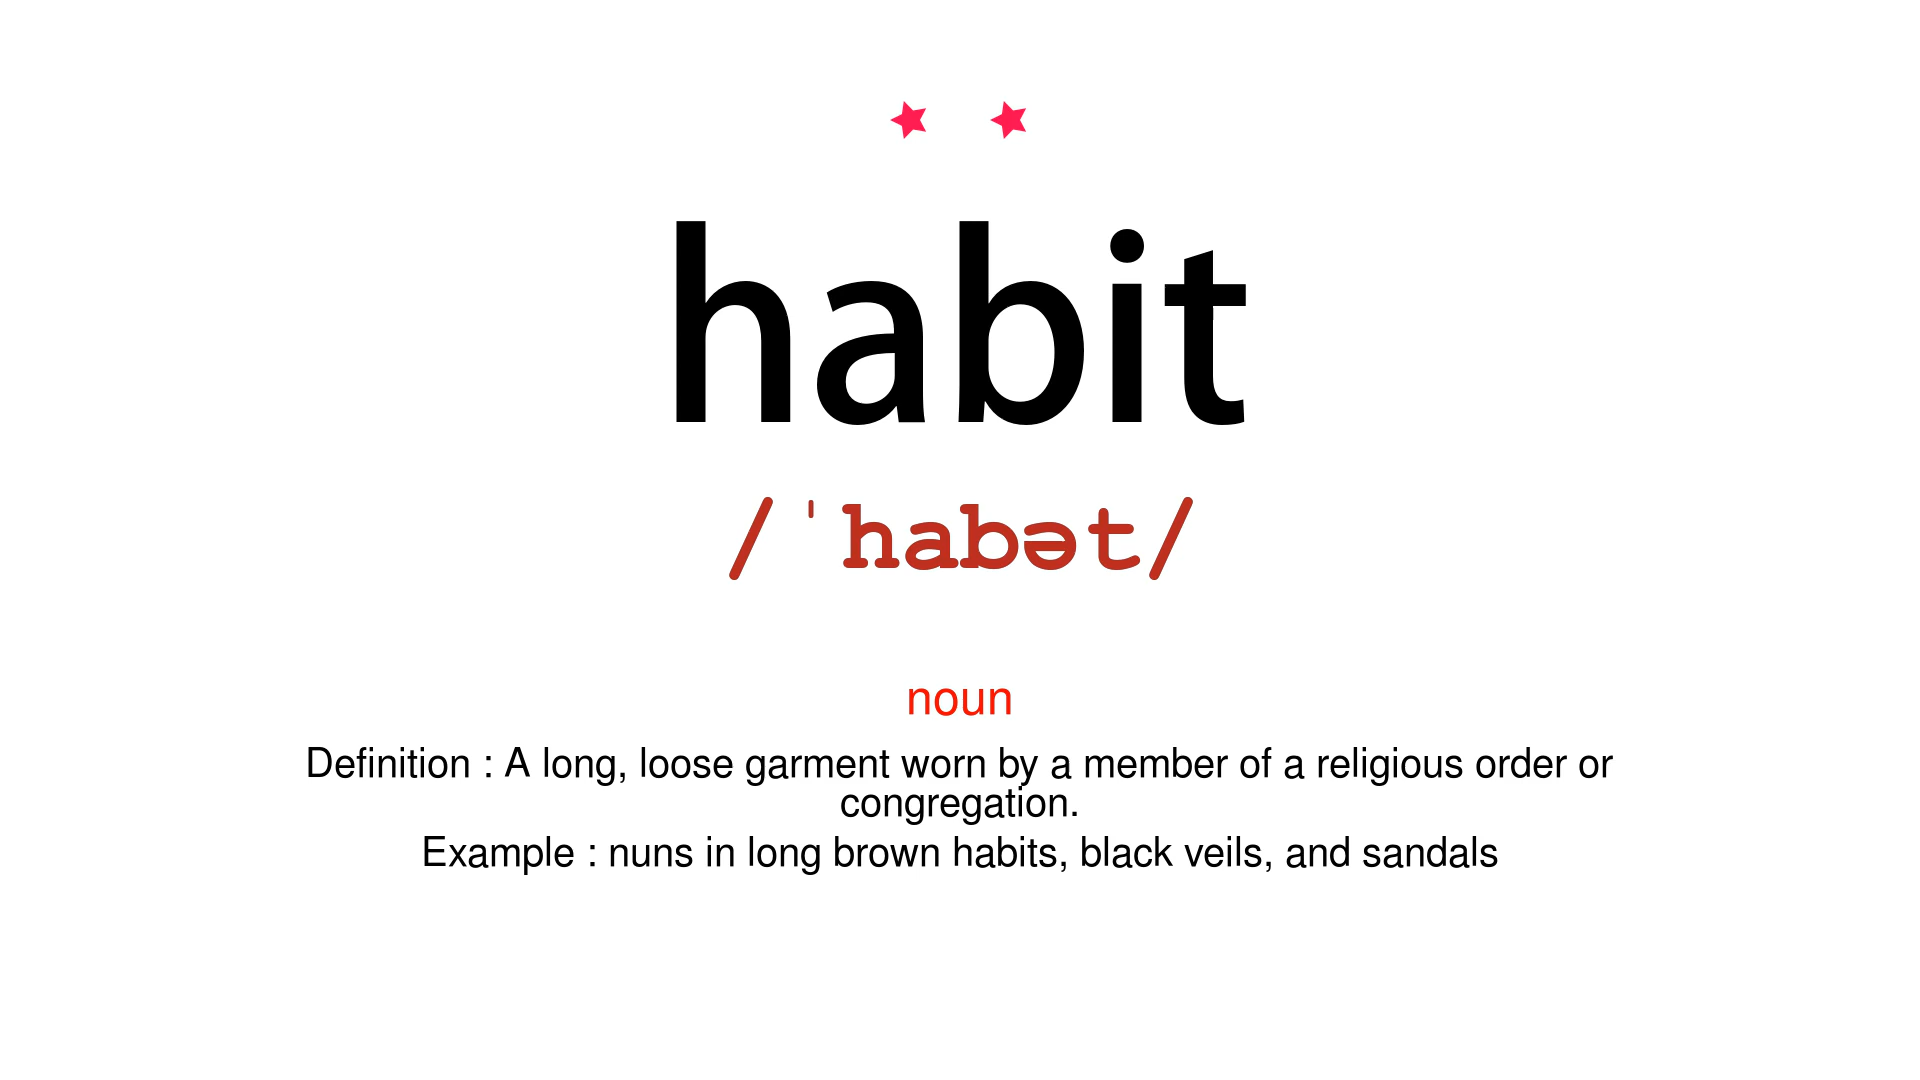 habit
/ˈhabət/
noun
Definition : A long, loose garment worn by a member of a religious order or
congregation.
Example : nuns in long brown habits, black veils, and sandals